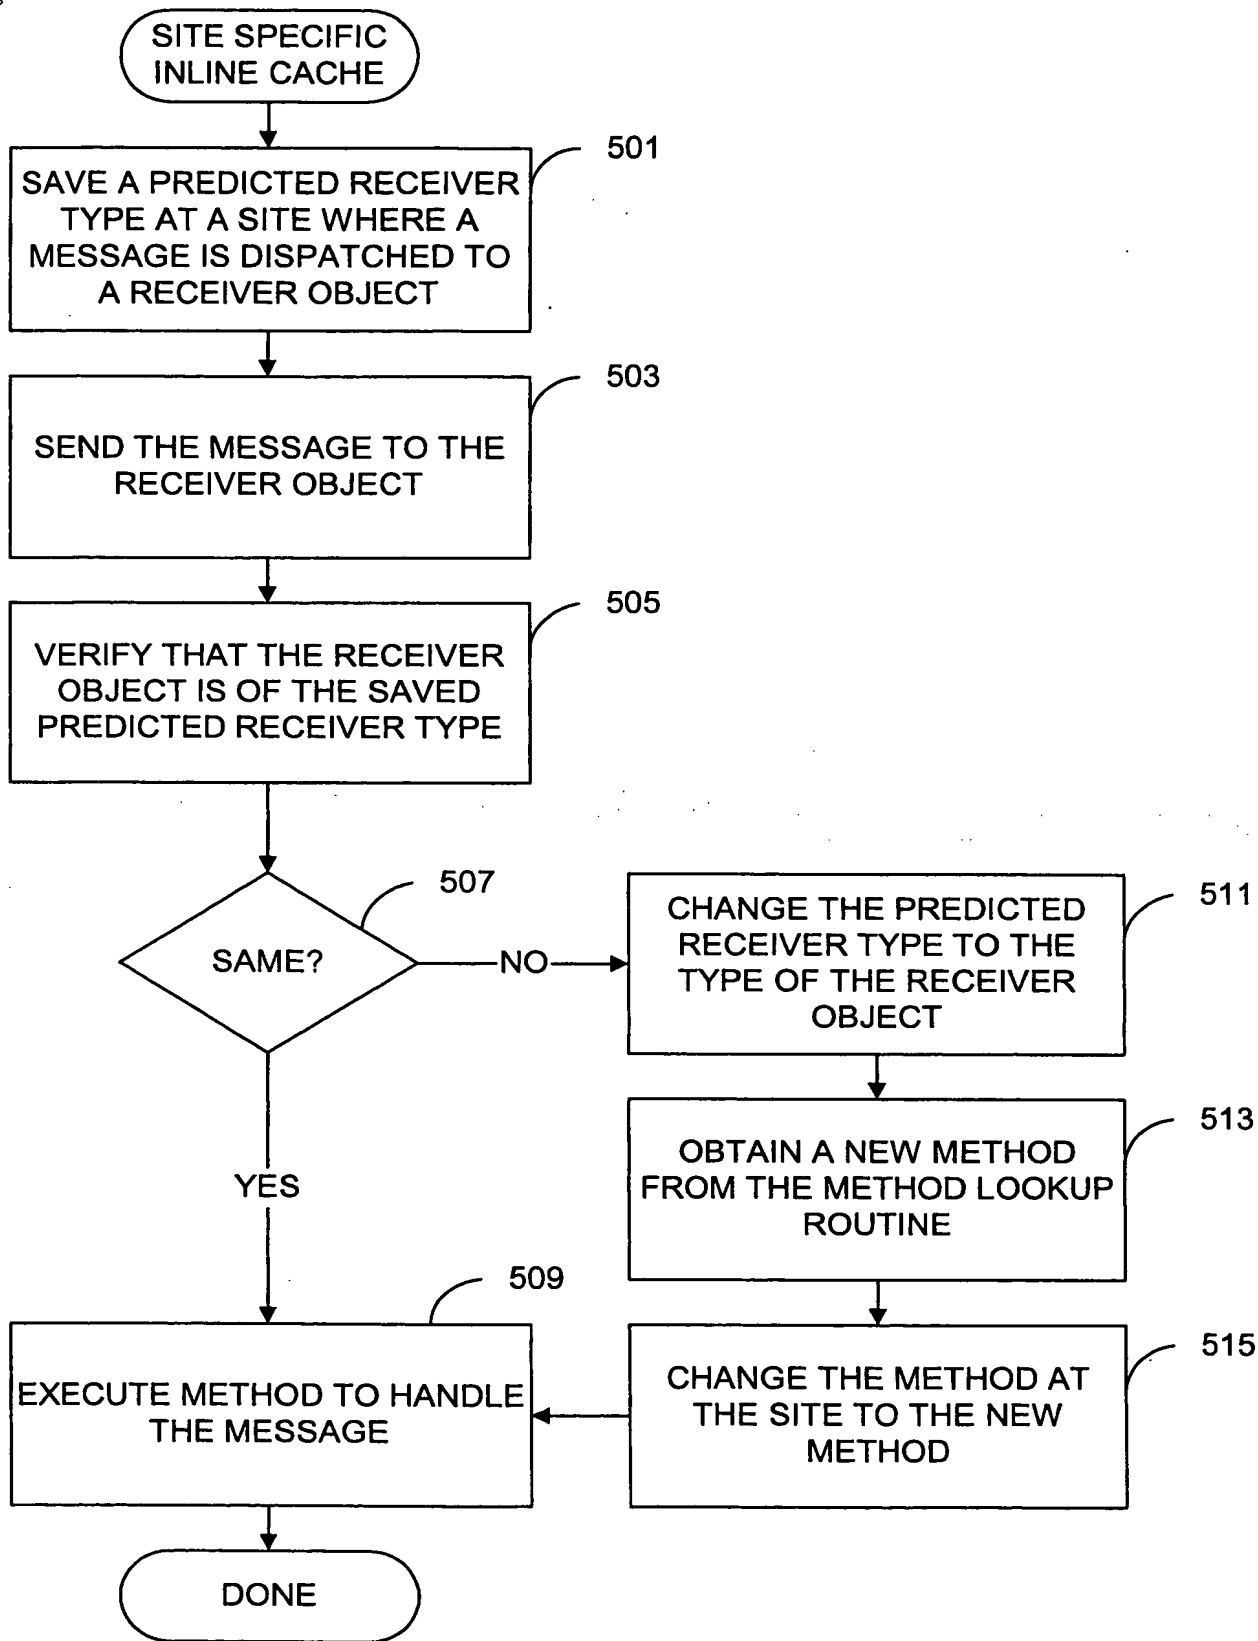 SITE SPECIFIC
INLINE CACHE
501
SAVE A PREDICTED RECEIVER
TYPE AT A SITE WHERE A
MESSAGE IS DISPATCHED TO
A RECEIVER OBJECT
503
SEND THE MESSAGE TO THE
RECEIVER OBJECT
505
VERIFY THAT THE RECEIVER
OBJECT IS OF THE SAVED
PREDICTED RECEIVER TYPE
507
SAME?
NO
YES
511
CHANGE THE PREDICTED
RECEIVER TYPE TO THE
TYPE OF THE RECEIVER
OBJECT
513
OBTAIN A NEW METHOD
FROM THE METHOD LOOKUP
ROUTINE
515
CHANGE THE METHOD AT
THE SITE TO THE NEW
METHOD
509
EXECUTE METHOD TO HANDLE
THE MESSAGE
DONE